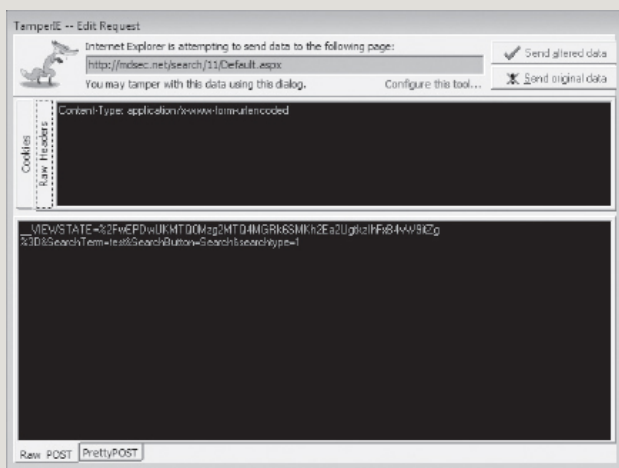 TamperIE -- Edit Request
Internet Explorer is attempting to send data to the following page:
http://mdsec.net/search/11/Default.aspx
You may tamper with this data using this dialog.
Configure this tool...
Send altered data
Send original data
Cookies
Raw Headers
Content-Type: application/x-www-form-urlencoded
%3D&SearchTerm=test&SearchButton=Search&searchtype=1
Raw POST
PrettyPOST